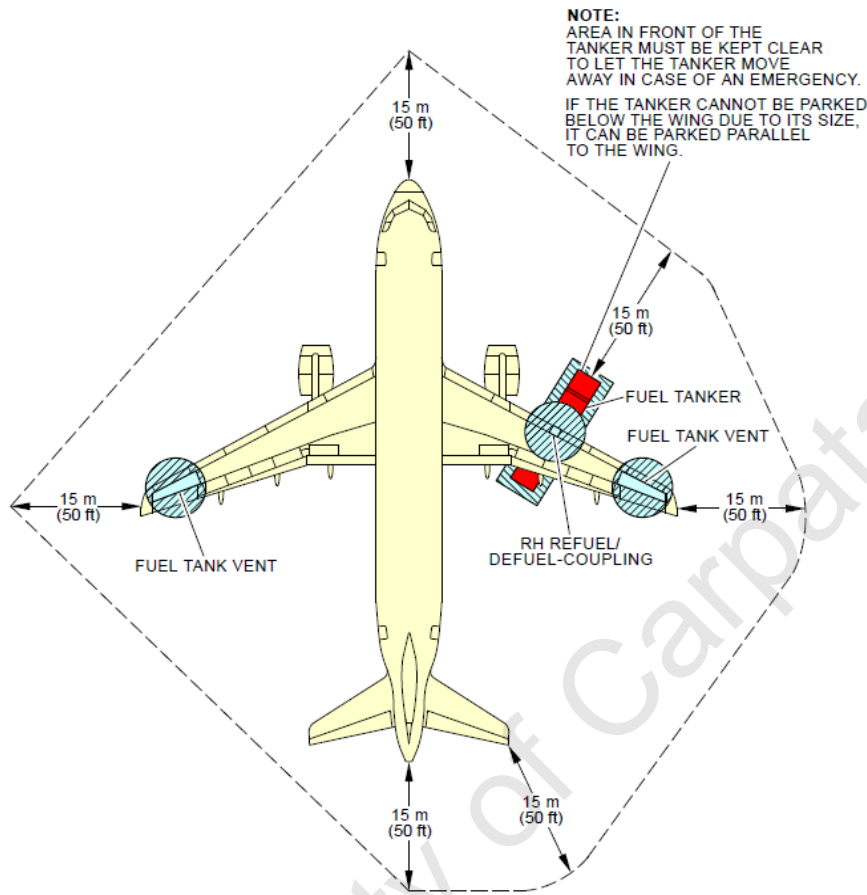 NOTE:
AREA IN FRONT OF THE
TANKER MUST BE KEPT CLEAR
TO LET THE TANKER MOVE
AWAY IN CASE OF AN EMERGENCY.
IF THE TANKER CANNOT BE PARKED
BELOW THE WING DUE TO ITS SIZE,
IT CAN BE PARKED PARALLEL
TO THE WING.
15 m
(50 ft)
15 m
(50 ft)
FUEL TANKER
FUEL TANK VENT
15 m
(50 ft)
15 m
(50 ft)
FUEL TANK VENT
RH REFUEL/
DEFUEL-COUPLING
15 m
(50 ft)
15 m
(50 ft)
ty of Carpat